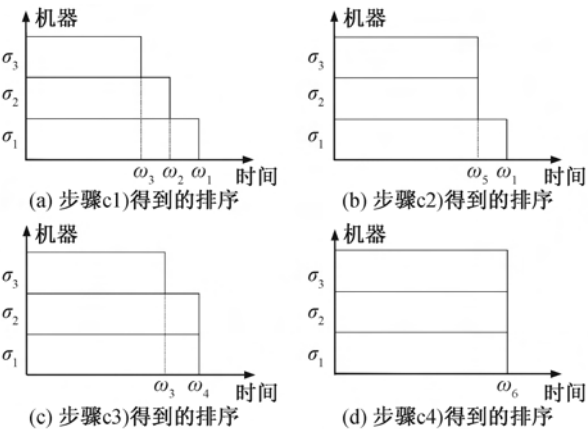 机器
σ3
σ2
σ1
ω3 ω2 ω1 时间
(a) 步骤c1)得到的排序
机器
σ3
σ2
σ1
ω5 ω1 时间
(b) 步骤c2)得到的排序
机器
σ3
σ2
σ1
ω3 ω4 时间
(c) 步骤c3)得到的排序
机器
σ3
σ2
σ1
ω6 时间
(d) 步骤c4)得到的排序